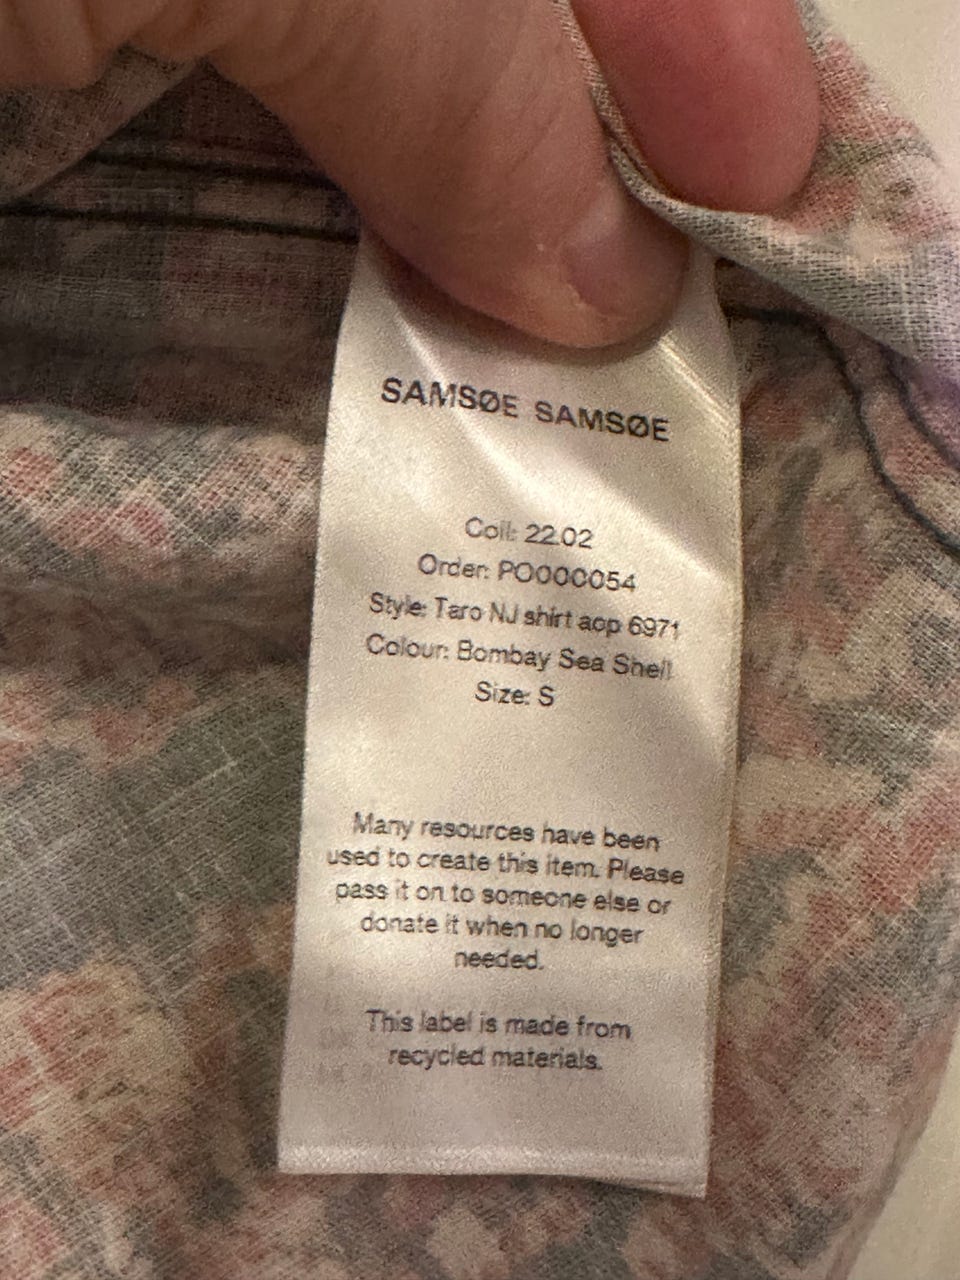 SAMSØE SAMSØE
Coll: 22.02
Order: PO000054
Style: Taro NJ shirt aop 6971
Colour: Bombay Sea Shell
Size: S
Many resources have been
used to create this item. Please
pass it on to someone else or
donate it when no longer
needed.
This label is made from
recycled materials.